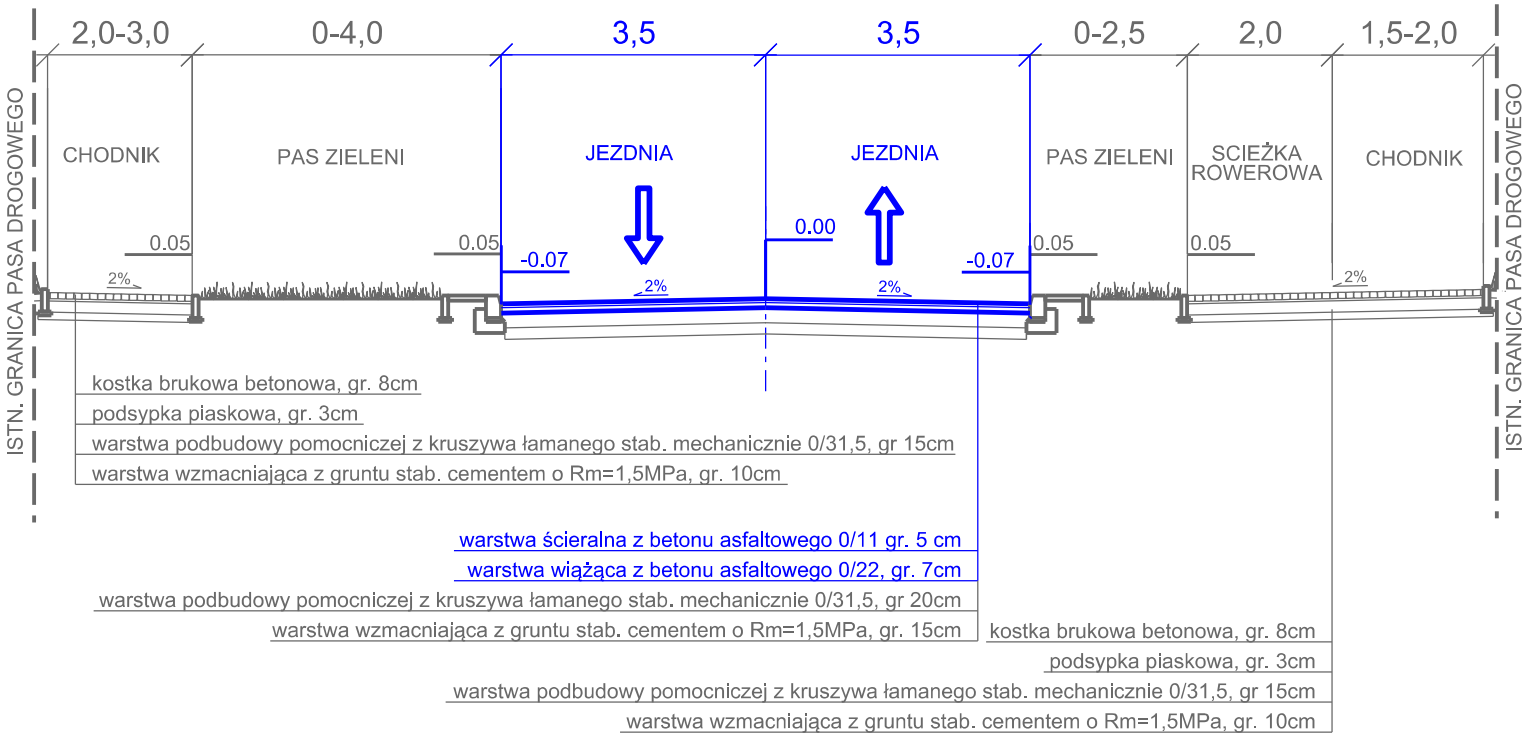 2,0-3,0 0-4,0 3,5 3,5 0-2,5 2,0 1,5-2,0
ISTN. GRANICA PASA DROGOWEGO
CHODNIK
PAS ZIELENI
JEZDNIA
JEZDNIA
PAS ZIELENI
SCIEŻKA
ROWEROWA
CHODNIK
ISTN. GRANICA PASA DROGOWEGO
0.05
0.05
-0.07
0.00
-0.07
0.05
0.05
2%
2%
2%
2%
kostka brukowa betonowa, gr. 8cm
podsypka piaskowa, gr. 3cm
warstwa podbudowy pomocniczej z kruszywa łamanego stab. mechanicznie 0/31,5, gr 15cm
warstwa wzmacniająca z gruntu stab. cementem o Rm=1,5MPa, gr. 10cm
warstwa ścieralna z betonu asfaltowego 0/11 gr. 5 cm
warstwa wiążąca z betonu asfaltowego 0/22, gr. 7cm
warstwa podbudowy pomocniczej z kruszywa łamanego stab. mechanicznie 0/31,5, gr 20cm
warstwa wzmacniająca z gruntu stab. cementem o Rm=1,5MPa, gr. 15cm
kostka brukowa betonowa, gr. 8cm
podsypka piaskowa, gr. 3cm
warstwa podbudowy pomocniczej z kruszywa łamanego stab. mechanicznie 0/31,5, gr 15cm
warstwa wzmacniająca z gruntu stab. cementem o Rm=1,5MPa, gr. 10cm